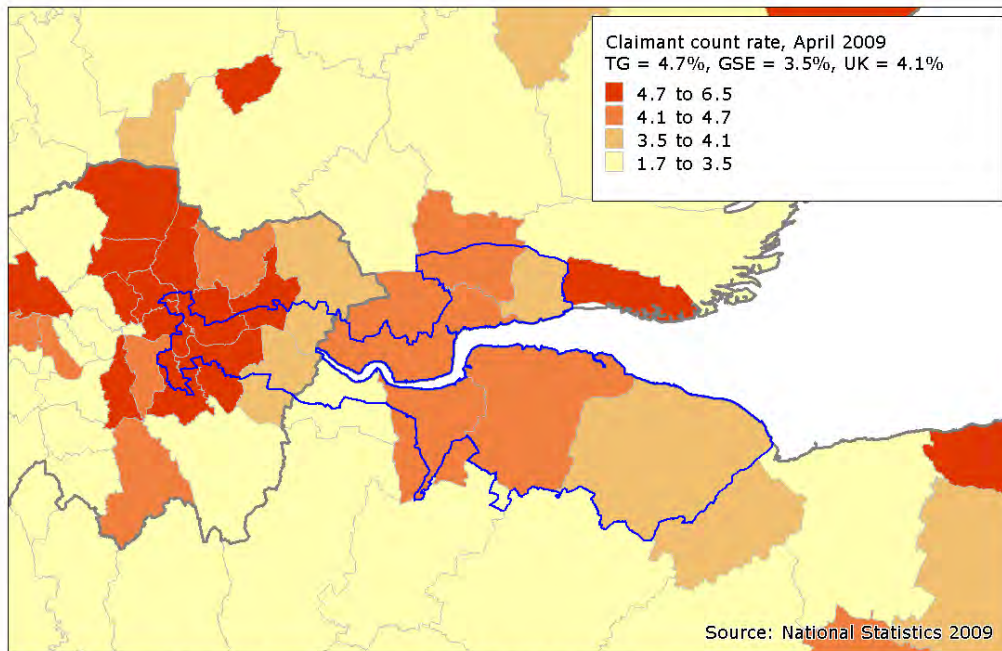 Claimant count rate, April 2009
TG = 4.7%, GSE = 3.5%, UK = 4.1%
4.7 to 6.5
4.1 to 4.7
3.5 to 4.1
1.7 to 3.5
Source: National Statistics 2009